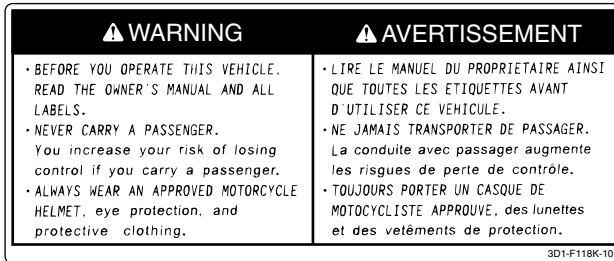 WARNING
· BEFORE YOU OPERATE THIS VEHICLE.
READ THE OWNER'S MANUAL AND ALL
LABELS.
· NEVER CARRY A PASSENGER.
You increase your risk of losing
control if you carry a passenger.
· ALWAYS WEAR AN APPROVED MOTORCYCLE
HELMET, eye protection, and
protective clothing.
AVERTISSEMENT
· LIRE LE MANUEL DU PROPRIETAIRE AINSI
QUE TOUTES LES ETIQUETTES AVANT
D'UTILISER CE VEHICULE.
· NE JAMAIS TRANSPORTER DE PASSAGER.
La conduite avec passager augmente
les risgues de perte de contrôle.
· TOUJOURS PORTER UN CASQUE DE
MOTOCYCLISTE APPROUVE, des lunettes
et des vetêments de protection.
3D1-F118K-10